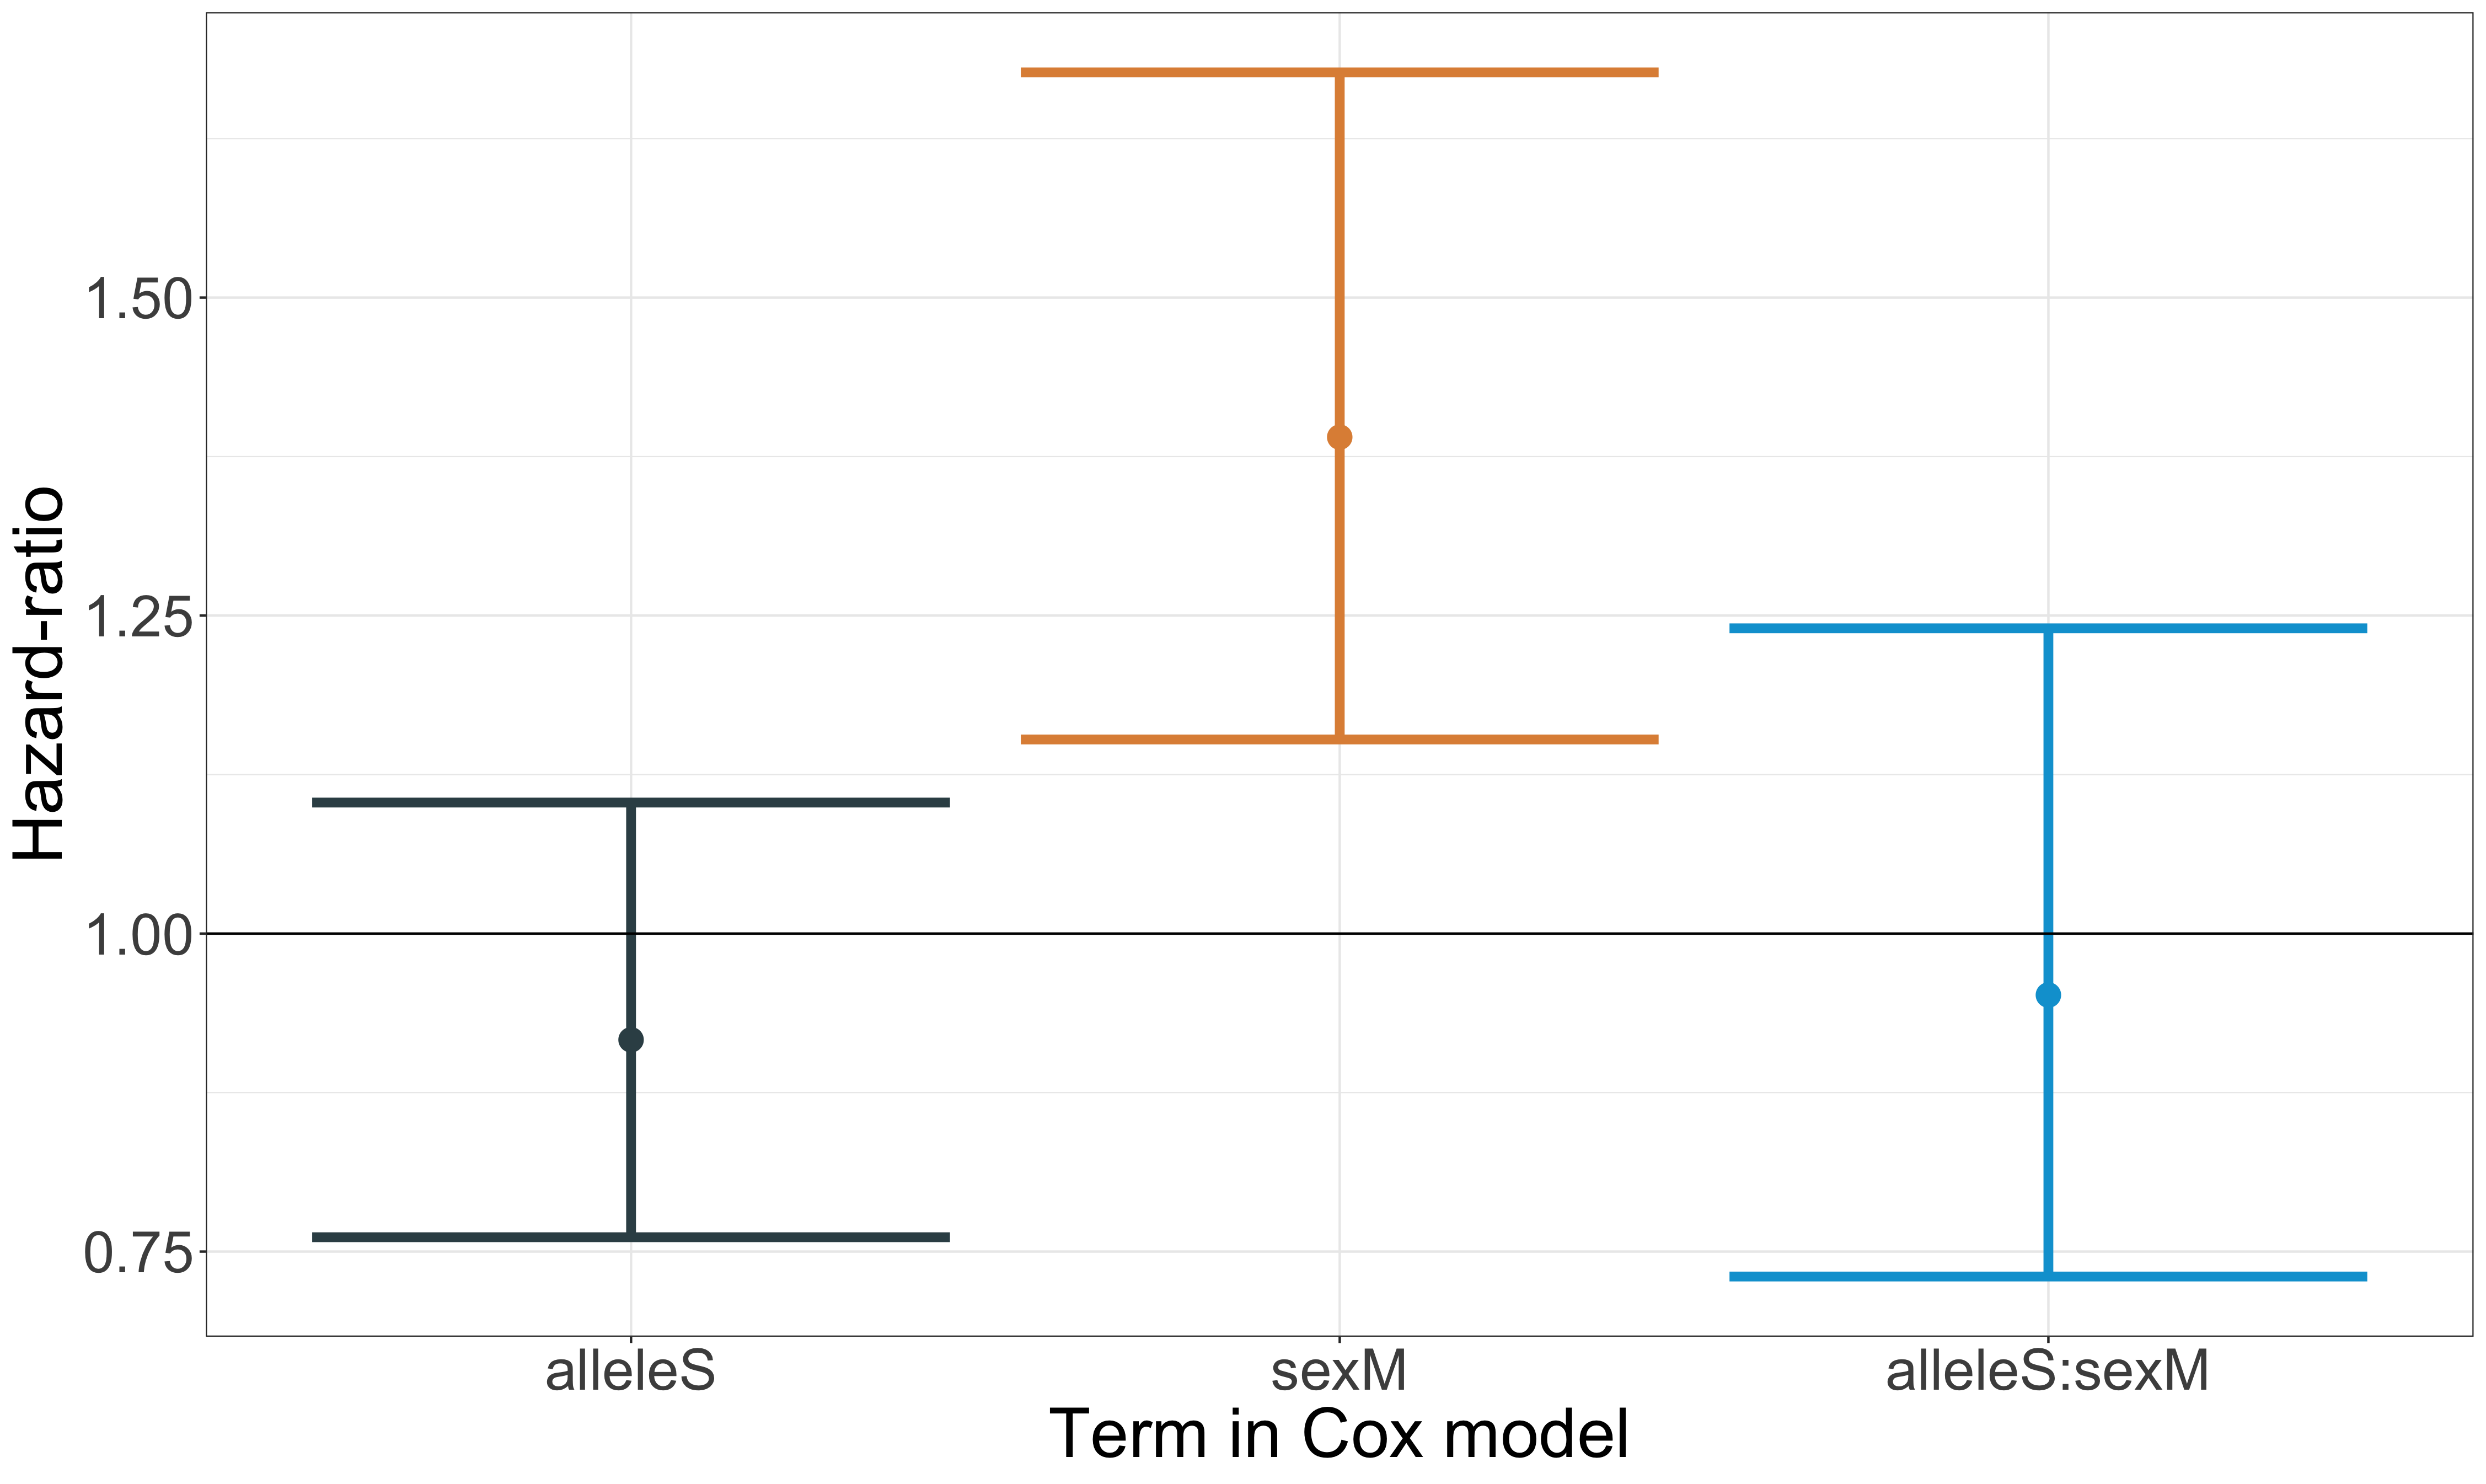 Hazard-ratio
1.50
1.25
1.00
0.75
alleleS sexM alleleS:sexM
Term in Cox model